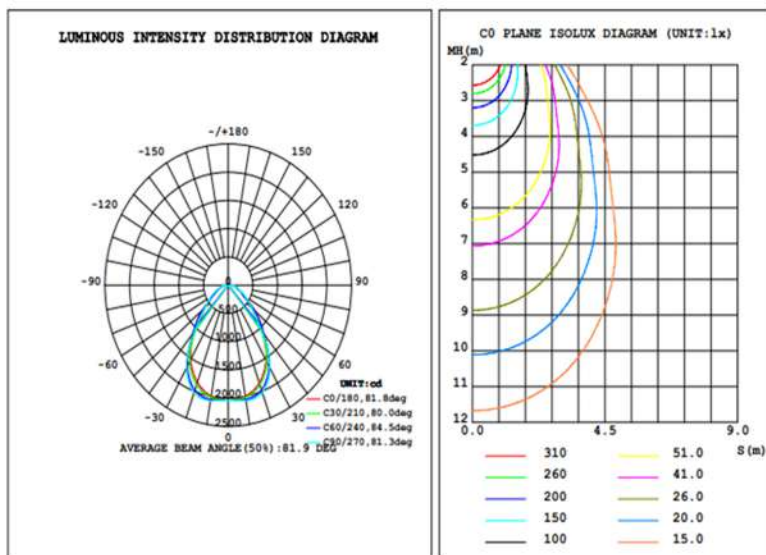 LUMINOUS INTENSITY DISTRIBUTION DIAGRAM
-/+180
-150 150
-120 120
-90 90
-60 60
-30 30
0
0
500
1000
1500
2000
2500
UNIT:cd
C0/180,81.8deg
C30/210,80.0deg
C60/240,84.5deg
C90/270,81.3deg
AVERAGE BEAM ANGLE(50%):81.9 DEG
C0 PLANE ISOLUX DIAGRAM (UNIT:lx)
MH(m)
2
3
4
5
6
7
8
9
10
11
12
0.0 4.5 9.0
S(m)
310 51.0
260 41.0
200 26.0
150 20.0
100 15.0